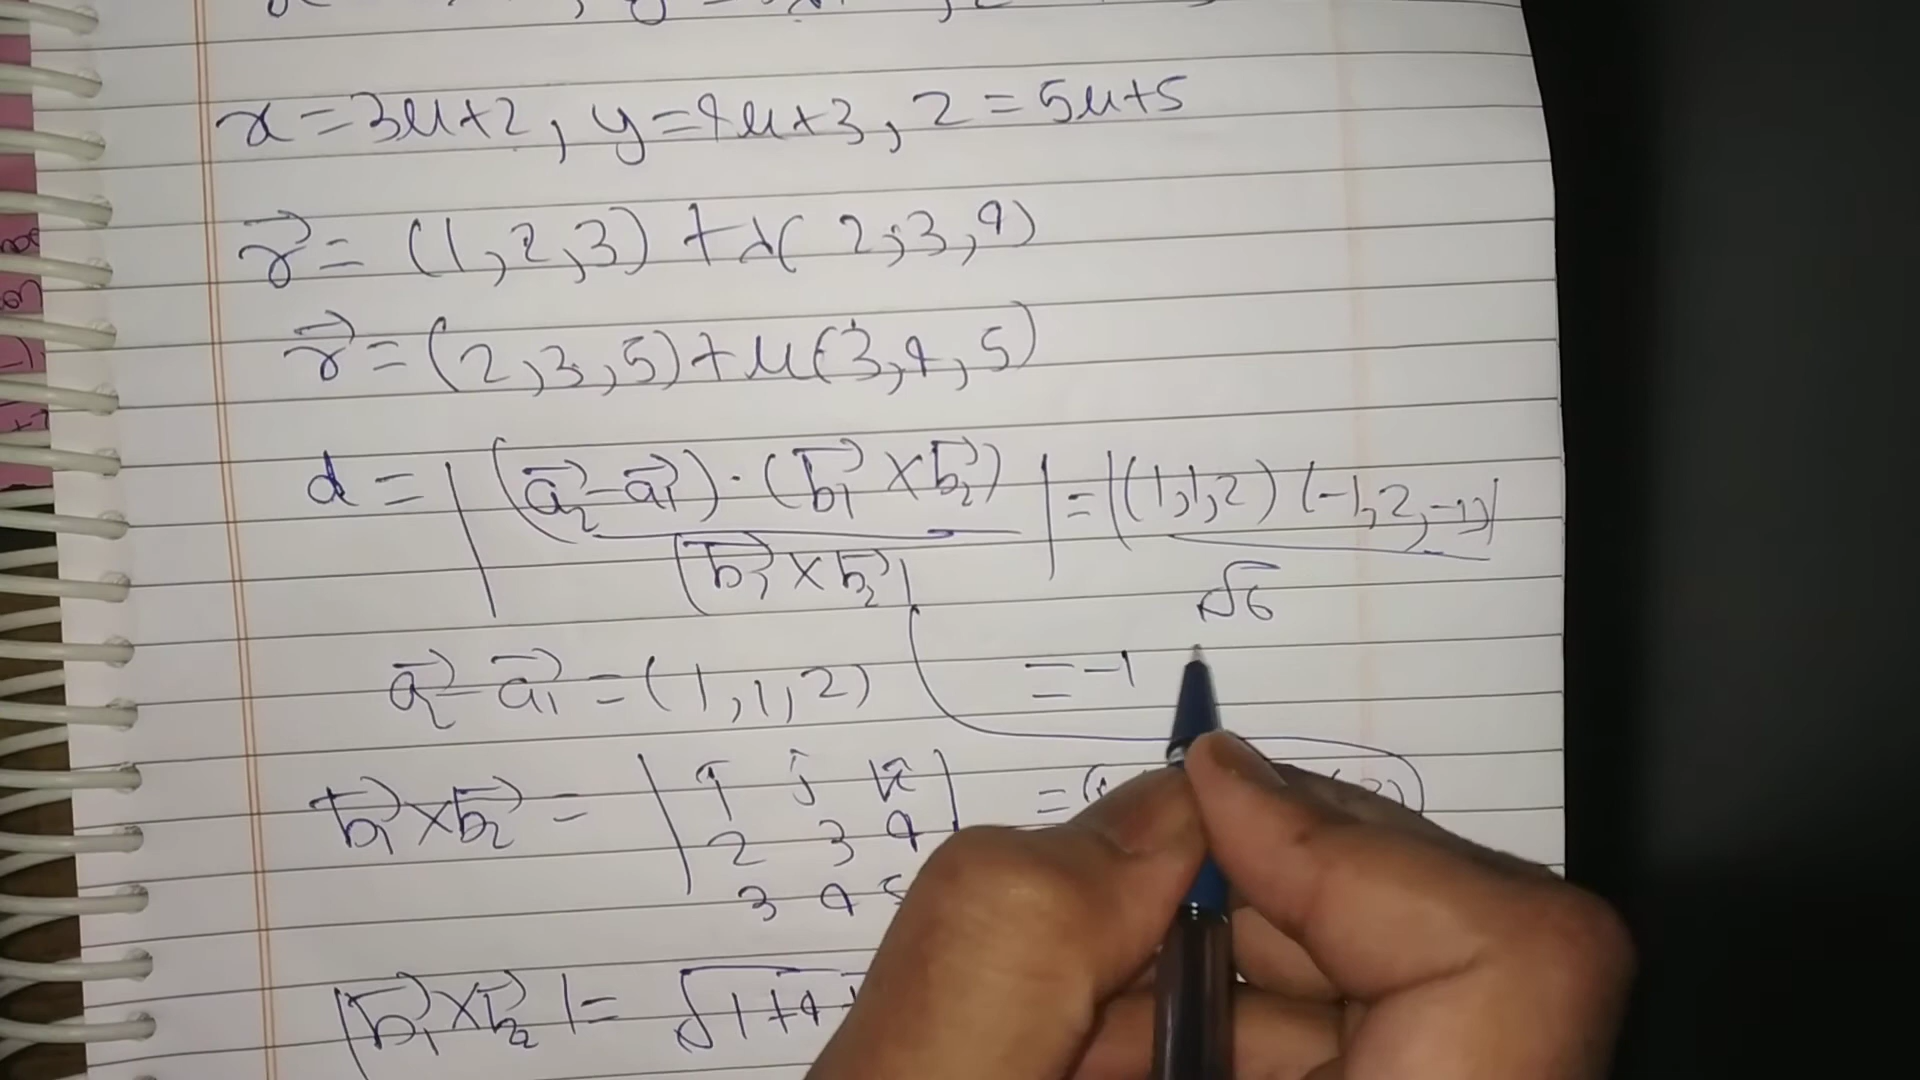 x = 3μ+2, y = 4μ+3, z = 5μ+5
r⃗ = (1,2,3) + λ(2,3,4)
r⃗ = (2,3,5) + μ(3,4,5)
d = | (a⃗2 - a⃗1) · (b⃗1 × b⃗2) / |b⃗1 × b⃗2| | = |(1,1,2) (-1,2,-1)| / √6
a⃗2 - a⃗1 = (1,1,2)
= -1
b⃗1 × b⃗2 = | i j k
2 3 4
3 4 5 | =
|b⃗1 × b⃗2| = √1+4+